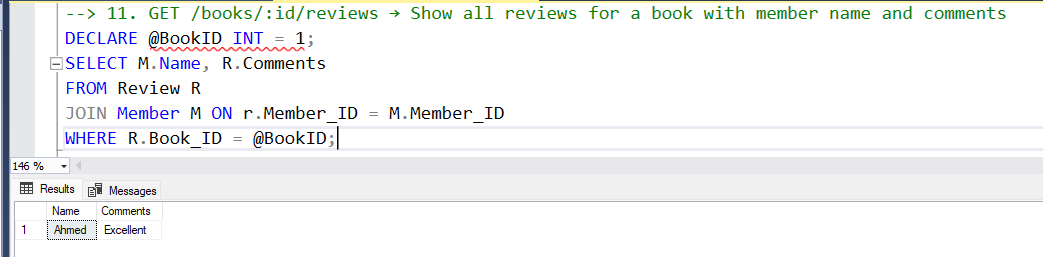 --> 11. GET /books/:id/reviews → Show all reviews for a book with member name and comments
DECLARE @BookID INT = 1;
SELECT M.Name, R.Comments
FROM Review R
JOIN Member M ON r.Member_ID = M.Member_ID
WHERE R.Book_ID = @BookID;
146 %
Results Messages
Name Comments
1 Ahmed Excellent